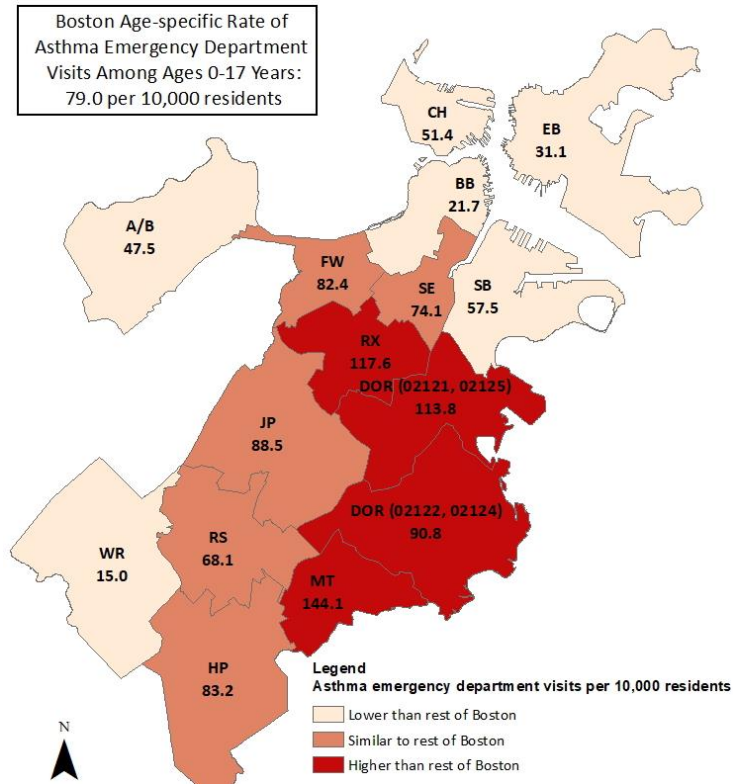 Boston Age-specific Rate of
Asthma Emergency Department
Visits Among Ages 0-17 Years:
79.0 per 10,000 residents
CH
51.4
EB
31.1
BB
21.7
A/B
47.5
FW
82.4
SE
74.1
SB
57.5
RX
117.6
DOR (02121, 02125)
113.8
JP
88.5
DOR (02122, 02124)
90.8
RS
68.1
WR
15.0
MT
144.1
HP
83.2
N
Legend
Asthma emergency department visits per 10,000 residents
Lower than rest of Boston
Similar to rest of Boston
Higher than rest of Boston